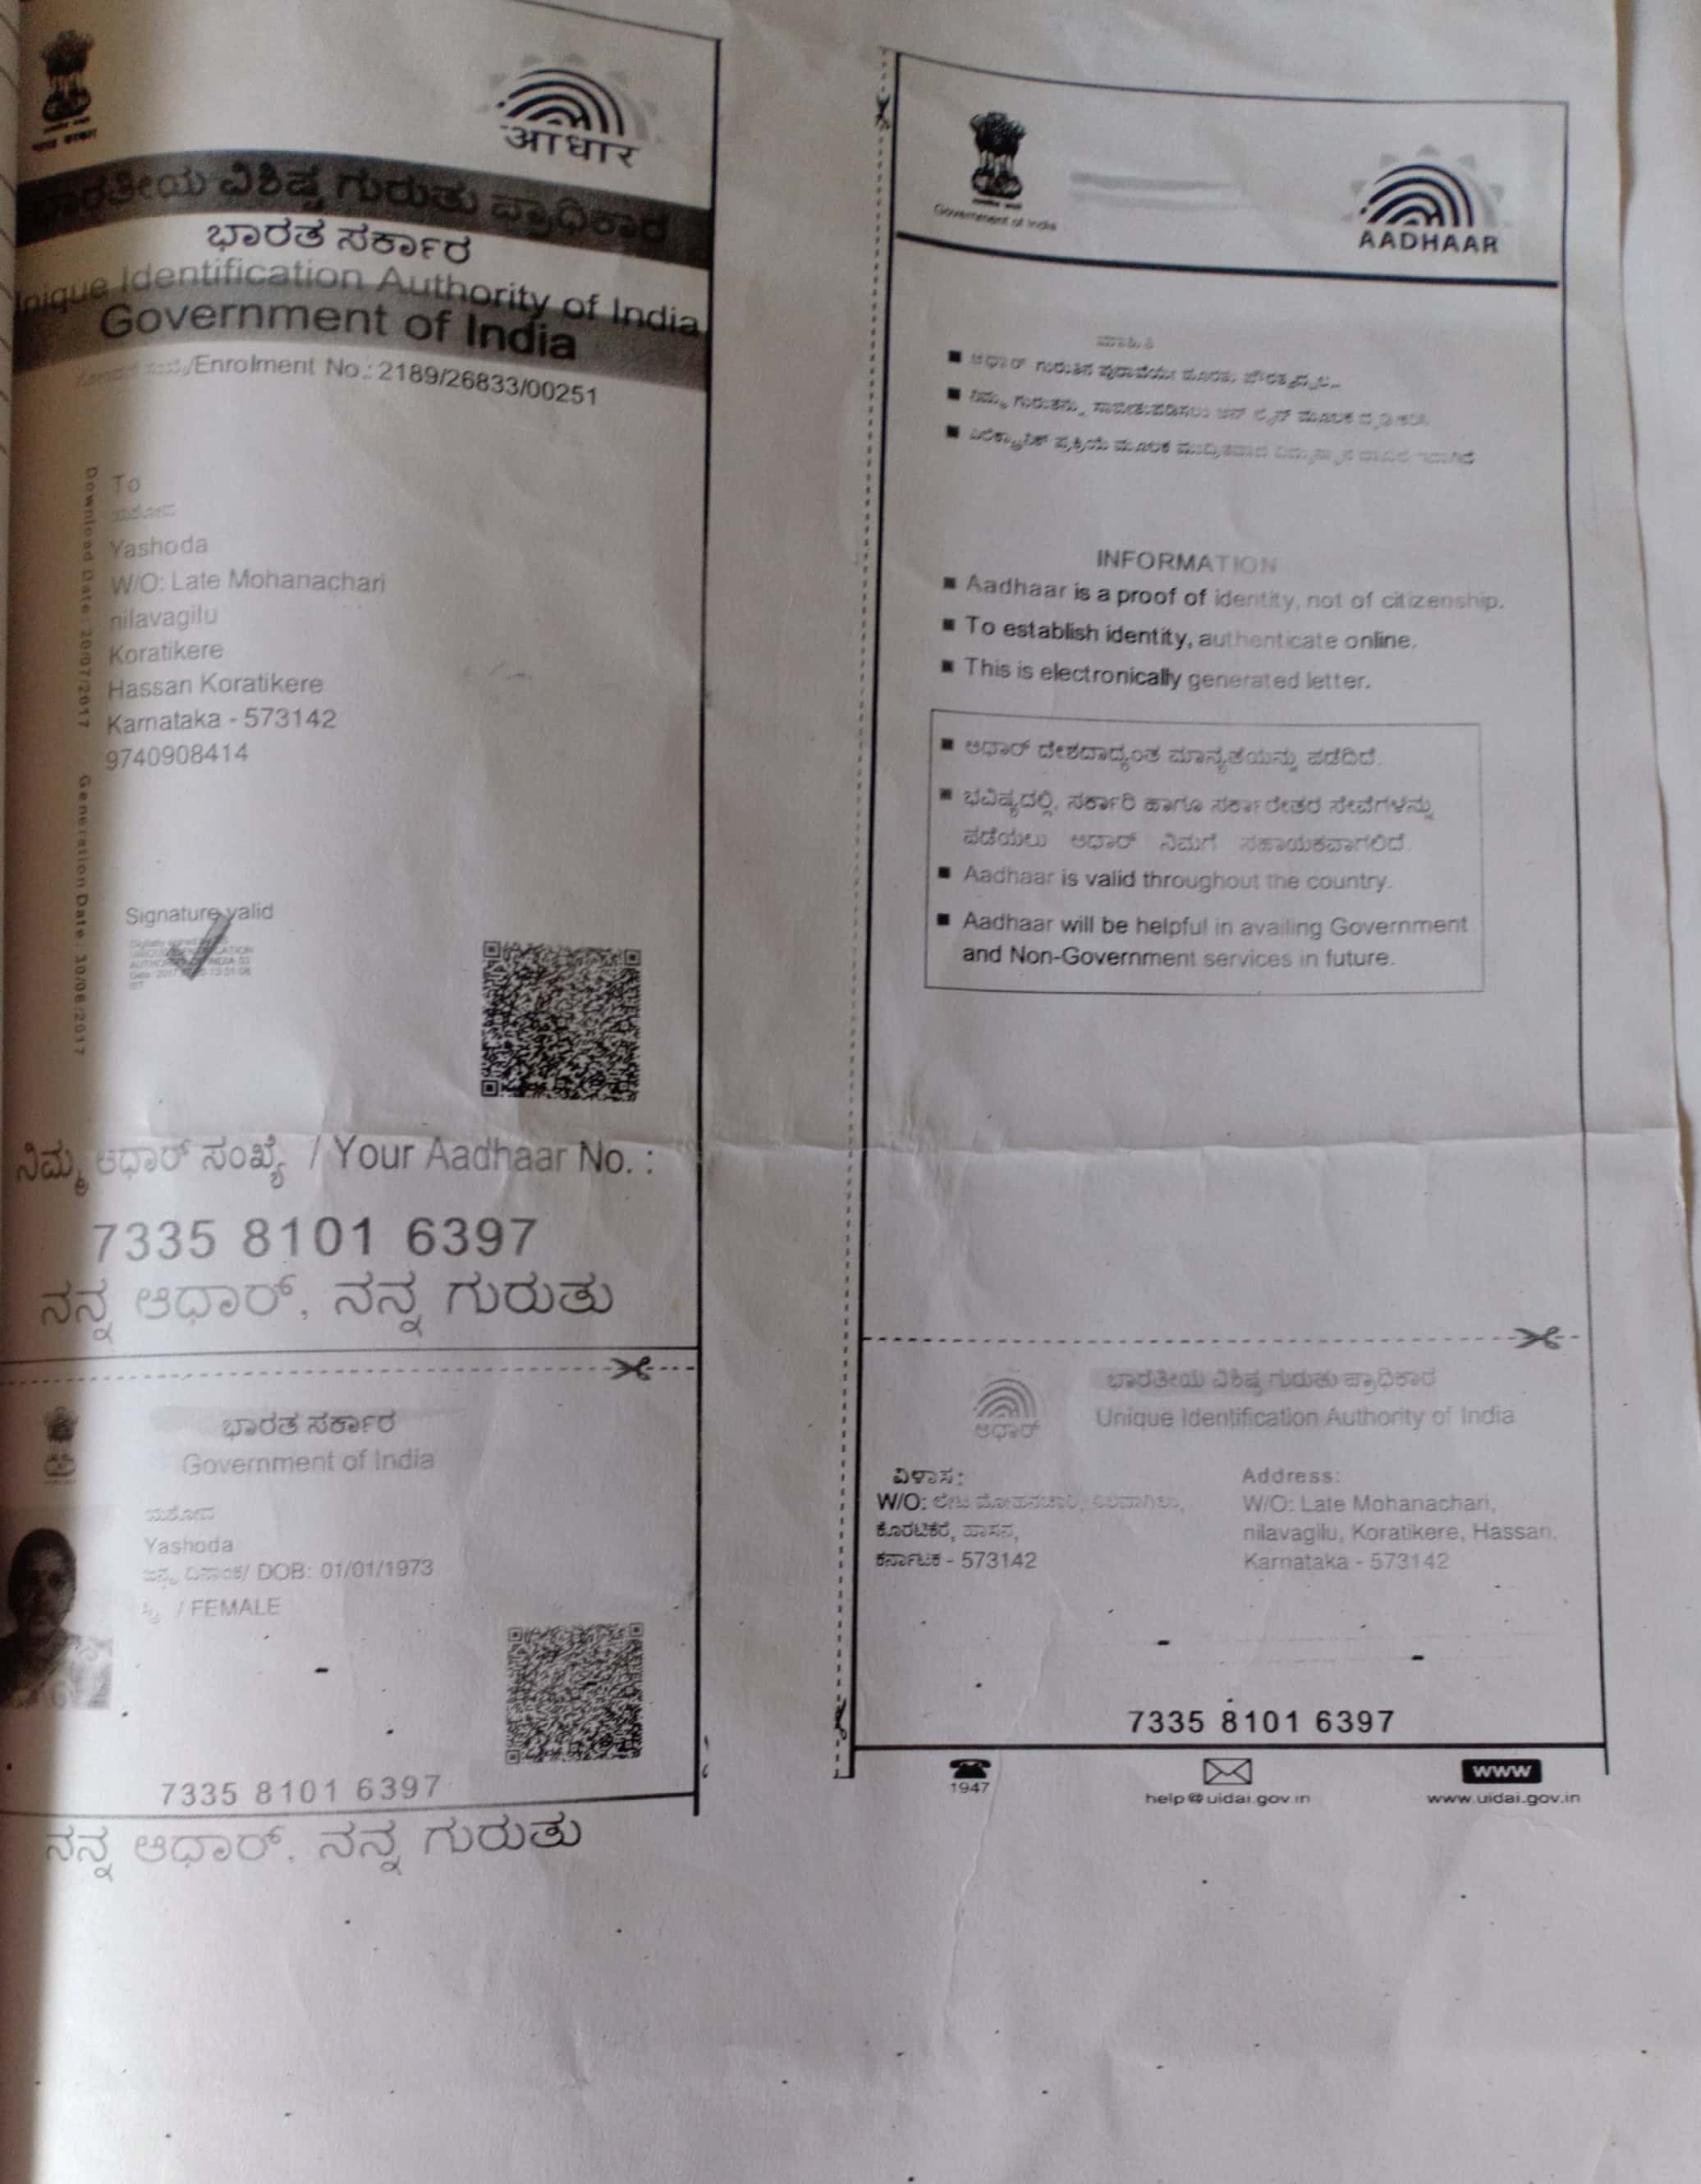 आधार
ಭಾರತೀಯ ವಿಶಿಷ್ಟ ಗುರುತು ಪ್ರಾಧಿಕಾರ
ಭಾರತ ಸರ್ಕಾರ
Unique Identification Authority of India
Government of India
/Enrolment No.: 2189/26833/00251
To
ಯಶೋದ
Yashoda
W/O: Late Mohanachari
nilavagilu
Koratikere
Hassan Koratikere
Karnataka - 573142
9740908414
Download Date: 20/07/2017
Generation Date: 30/06/2017
Signature valid
ನಿಮ್ಮ ಆಧಾರ್ ಸಂಖ್ಯೆ / Your Aadhaar No. :
7335 8101 6397
ನನ್ನ ಆಧಾರ್, ನನ್ನ ಗುರುತು
ಭಾರತ ಸರ್ಕಾರ
Government of India
ಯಶೋದ
Yashoda
ಜನ್ಮ ದಿನಾಂಕ/ DOB: 01/01/1973
/ FEMALE
7335 8101 6397
ನನ್ನ ಆಧಾರ್, ನನ್ನ ಗುರುತು
Government of India
AADHAAR
ಮಾಹಿತಿ
INFORMATION
■ Aadhaar is a proof of identity, not of citizenship.
■ To establish identity, authenticate online.
■ This is electronically generated letter.
■ ಆಧಾರ್ ದೇಶದಾದ್ಯಂತ ಮಾನ್ಯತೆಯನ್ನು ಪಡೆದಿದೆ.
■ ಭವಿಷ್ಯದಲ್ಲಿ, ಸರ್ಕಾರಿ ಹಾಗೂ ಸರ್ಕಾರೇತರ ಸೇವೆಗಳನ್ನು
ಪಡೆಯಲು ಆಧಾರ್ ನಿಮಗೆ ಸಹಾಯಕವಾಗಲಿದೆ.
■ Aadhaar is valid throughout the country.
■ Aadhaar will be helpful in availing Government
and Non-Government services in future.
ಆಧಾರ್
ಭಾರತೀಯ ವಿಶಿಷ್ಟ ಗುರುತು ಪ್ರಾಧಿಕಾರ
Unique Identification Authority of India
ವಿಳಾಸ:
W/O: ಲೇಟ್ ಮೋಹನಚಾರಿ, ನಿಲವಾಗಿಲು,
ಕೊರಟಿಕೆರೆ, ಹಾಸನ,
ಕರ್ನಾಟಕ - 573142
Address:
W/O: Late Mohanachari,
nilavagilu, Koratikere, Hassan,
Karnataka - 573142
7335 8101 6397
1947
help@uidai.gov.in
www
www.uidai.gov.in